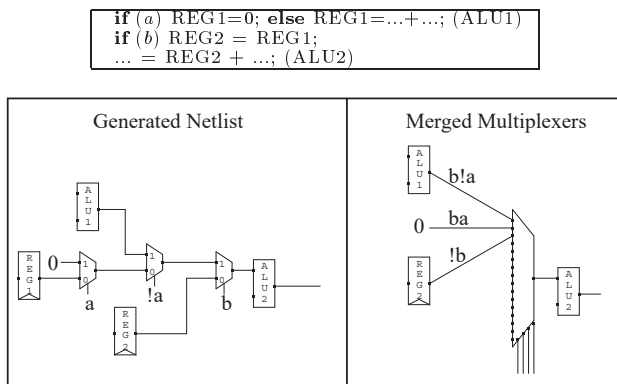 if (a) REG1=0; else REG1=...+...; (ALU1)
if (b) REG2 = REG1;
... = REG2 + ...; (ALU2)
Generated Netlist
Merged Multiplexers
ALU1
0
REG1
1
0
a
1
0
!a
REG2
1
0
b
ALU2
ALU1
b!a
0
ba
!b
REG2
ALU2